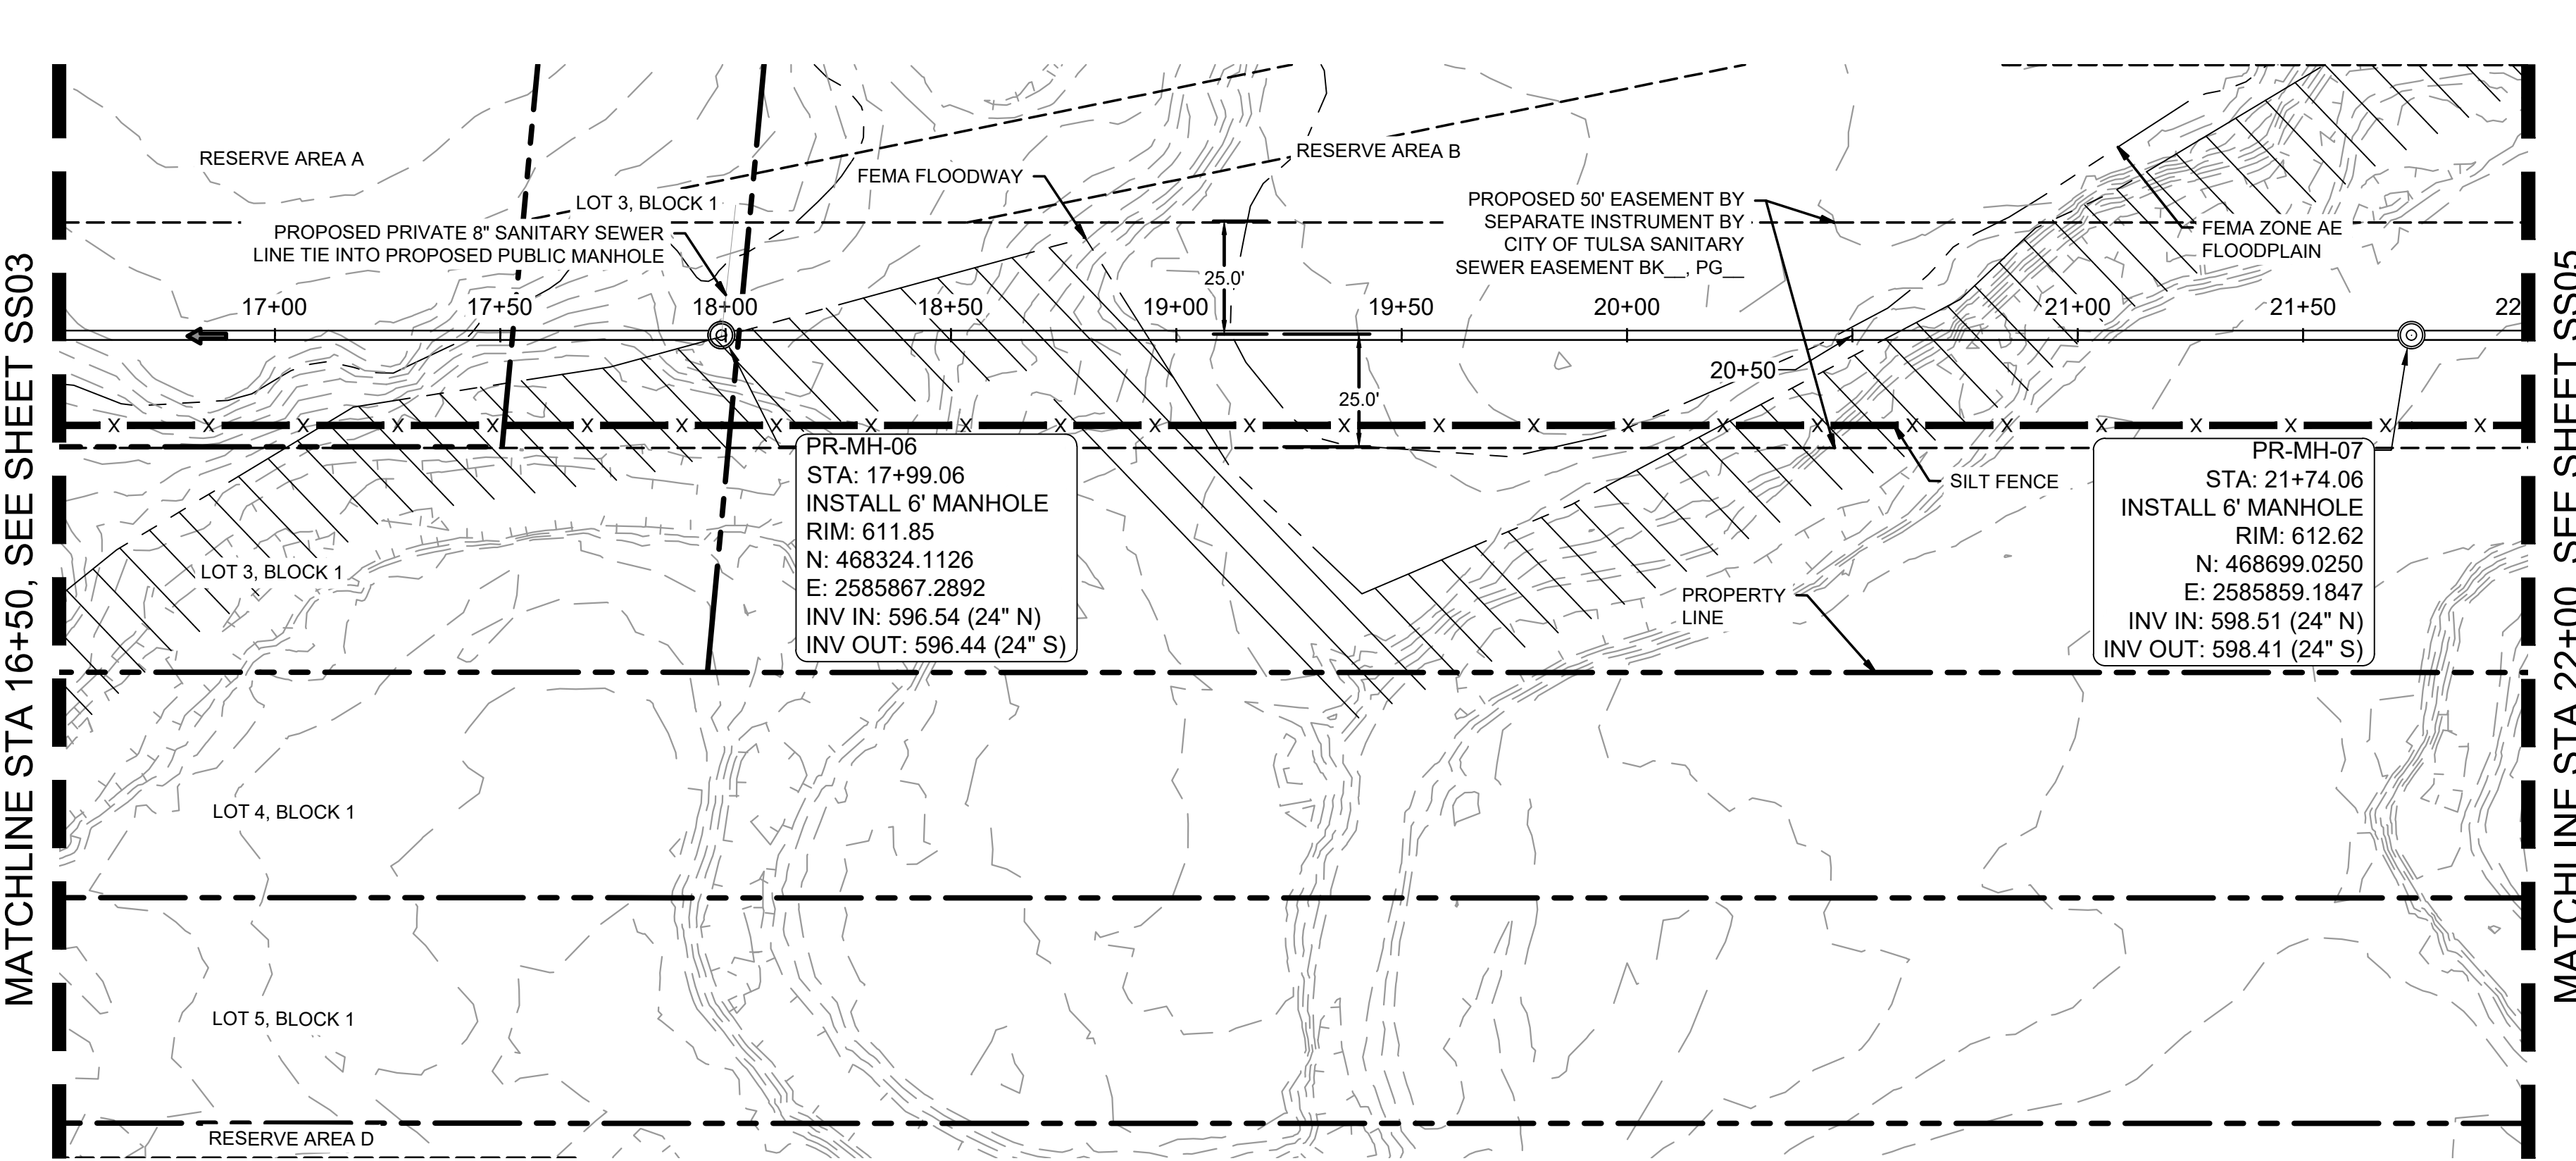 RESERVE AREA A
RESERVE AREA B
FEMA FLOODWAY
LOT 3, BLOCK 1
PROPOSED PRIVATE 8" SANITARY SEWER
LINE TIE INTO PROPOSED PUBLIC MANHOLE
PROPOSED 50' EASEMENT BY
SEPARATE INSTRUMENT BY
CITY OF TULSA SANITARY
SEWER EASEMENT BK__, PG__
FEMA ZONE AE
FLOODPLAIN
25.0'
17+00
17+50
18+00
18+50
19+00
19+50
20+00
20+50
21+00
21+50
22
25.0'
X X X X X X X X X X X X X X X X X X X X X X X X X X
PR-MH-06
STA: 17+99.06
INSTALL 6' MANHOLE
RIM: 611.85
N: 468324.1126
E: 2585867.2892
INV IN: 596.54 (24" N)
INV OUT: 596.44 (24" S)
SILT FENCE
PR-MH-07
STA: 21+74.06
INSTALL 6' MANHOLE
RIM: 612.62
N: 468699.0250
E: 2585859.1847
INV IN: 598.51 (24" N)
INV OUT: 598.41 (24" S)
LOT 3, BLOCK 1
PROPERTY
LINE
LOT 4, BLOCK 1
LOT 5, BLOCK 1
RESERVE AREA D
MATCHLINE STA 16+50, SEE SHEET SS03
MATCHLINE STA 22+00, SEE SHEET SS05